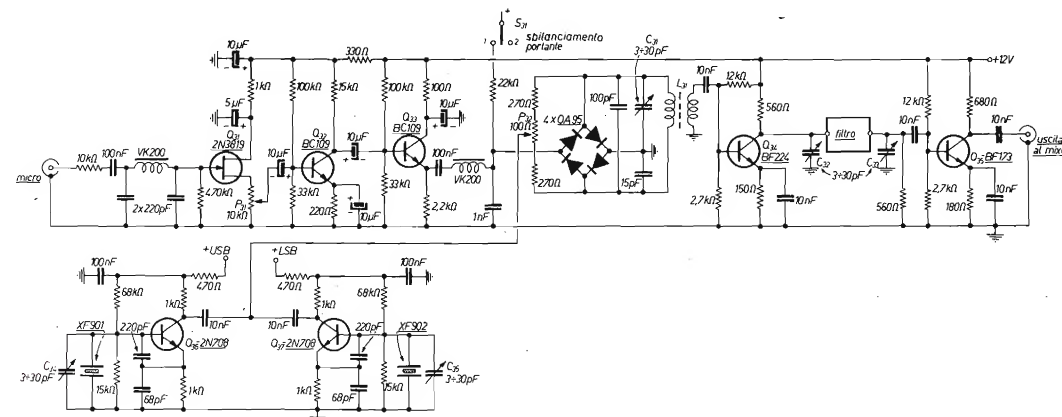 +
S31
1 2
sbilanciamento
portante
C31
3÷30pF
10µF
330Ω
1kΩ
100kΩ
15kΩ
100kΩ
100Ω
22kΩ
10nF
12kΩ
+12V
5µF
10µF
Q31
2N3819
Q32
BC109
Q33
BC109
10µF
270Ω
P32
100Ω
270Ω
4×OA95
100pF
L31
560Ω
12kΩ
680Ω
10nF
uscita
al mixer
micro
10kΩ
100nF
VK200
2x220pF
470kΩ
P31
10kΩ
10µF
33kΩ
220Ω
10µF
33kΩ
100nF
VK200
2,2kΩ
1nF
15pF
2,7kΩ
Q34
BF224
150Ω
10nF
C32
filtro
C33
3÷30pF
10nF
560Ω
2,7kΩ
Q35 BF173
180Ω
10nF
+USB
+LSB
100nF
470Ω
470Ω
100nF
68kΩ
1kΩ
1kΩ
68kΩ
XF901
220pF
10nF
10nF
220pF
XF902
Q36-2N708
Q37-2N708
3÷30pF
15kΩ
68pF
1kΩ
1kΩ
68pF
15kΩ
C35
3÷30pF